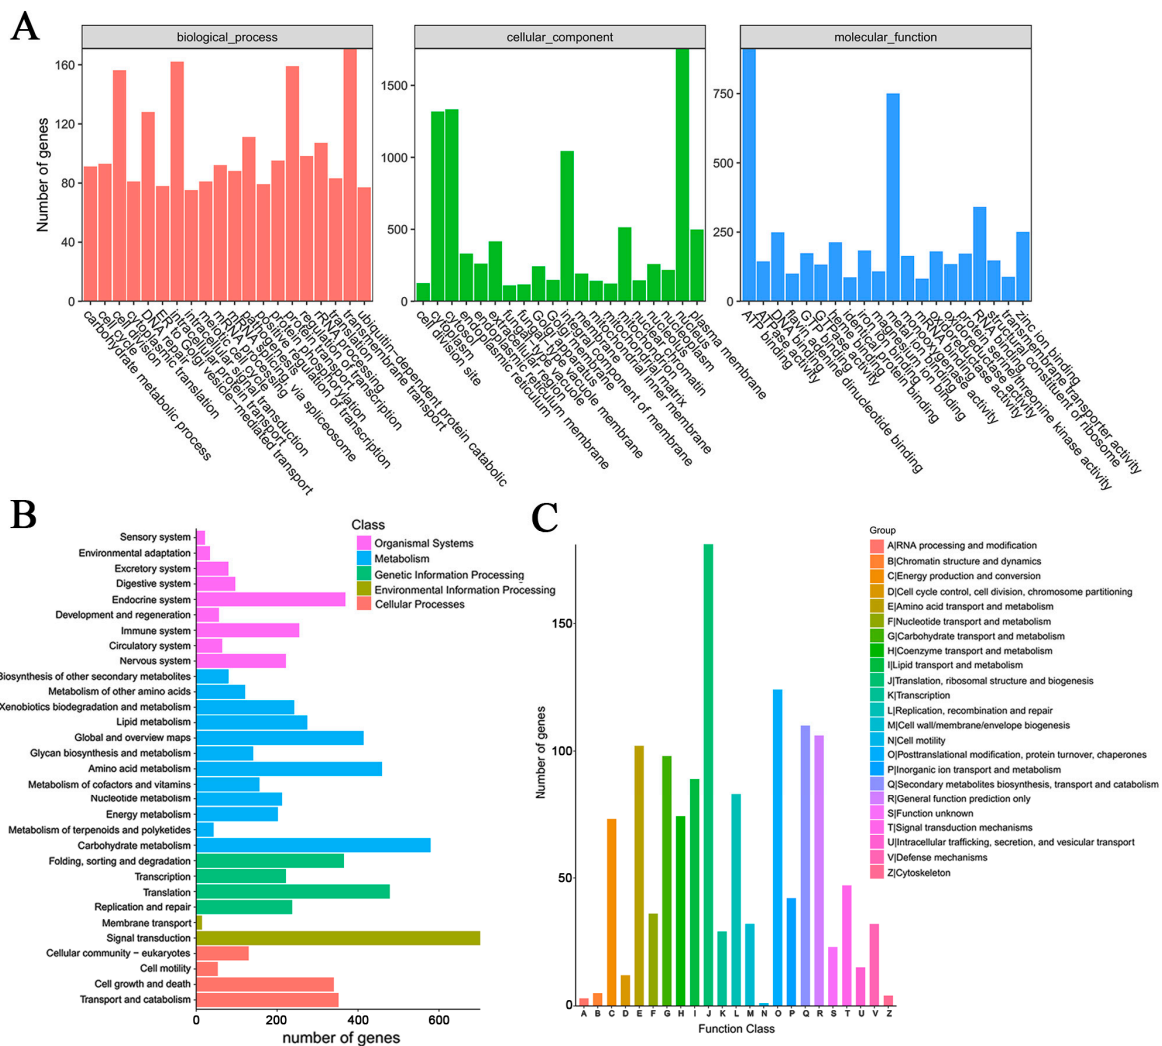 A
biological_process
cellular_component
molecular_function
Number of genes
160
120
80
40
0
1500
1000
500
0
750
500
250
0
carbohydrate metabolic process
cell cycle
cell division
cytoplasmic translation
DNA repair
ER to Golgi vesicle−mediated transport
intracellular protein transport
intracellular signal transduction
meiotic cell cycle
mRNA processing
mRNA splicing, via spliceosome
pathogenesis
positive regulation of transcription
protein phosphorylation
protein transport
regulation of transcription
rRNA processing
translation
transmembrane transport
ubiquitin−dependent protein catabolic
cell division site
cytoplasm
cytosol
endoplasmic reticulum
endoplasmic reticulum membrane
extracellular region
fungal−type vacuole
fungal−type vacuole membrane
Golgi apparatus
Golgi membrane
integral component of membrane
membrane
mitochondrial inner membrane
mitochondrial matrix
mitochondrion
nuclear chromatin
nucleolus
nucleoplasm
nucleus
plasma membrane
ATP binding
ATPase activity
DNA binding
flavin adenine dinucleotide binding
GTP binding
GTPase activity
heme binding
identical protein binding
iron ion binding
magnesium ion binding
metal ion binding
monooxygenase activity
mRNA binding
oxidoreductase activity
protein serine/threonine kinase activity
RNA binding
structural constituent of ribosome
transmembrane transporter activity
zinc ion binding
B
Class
Organismal Systems
Metabolism
Genetic Information Processing
Environmental Information Processing
Cellular Processes
Sensory system
Environmental adaptation
Excretory system
Digestive system
Endocrine system
Development and regeneration
Immune system
Circulatory system
Nervous system
Biosynthesis of other secondary metabolites
Metabolism of other amino acids
Xenobiotics biodegradation and metabolism
Lipid metabolism
Global and overview maps
Glycan biosynthesis and metabolism
Amino acid metabolism
Metabolism of cofactors and vitamins
Nucleotide metabolism
Energy metabolism
Metabolism of terpenoids and polyketides
Carbohydrate metabolism
Folding, sorting and degradation
Transcription
Translation
Replication and repair
Membrane transport
Signal transduction
Cellular community − eukaryotes
Cell motility
Cell growth and death
Transport and catabolism
0 200 400 600
number of genes
C
Number of genes
150
100
50
0
A B C D E F G H I J K L M N O P Q R S T U V Z
Function Class
Group
A|RNA processing and modification
B|Chromatin structure and dynamics
C|Energy production and conversion
D|Cell cycle control, cell division, chromosome partitioning
E|Amino acid transport and metabolism
F|Nucleotide transport and metabolism
G|Carbohydrate transport and metabolism
H|Coenzyme transport and metabolism
I|Lipid transport and metabolism
J|Translation, ribosomal structure and biogenesis
K|Transcription
L|Replication, recombination and repair
M|Cell wall/membrane/envelope biogenesis
N|Cell motility
O|Posttranslational modification, protein turnover, chaperones
P|Inorganic ion transport and metabolism
Q|Secondary metabolites biosynthesis, transport and catabolism
R|General function prediction only
S|Function unknown
T|Signal transduction mechanisms
U|Intracellular trafficking, secretion, and vesicular transport
V|Defense mechanisms
Z|Cytoskeleton